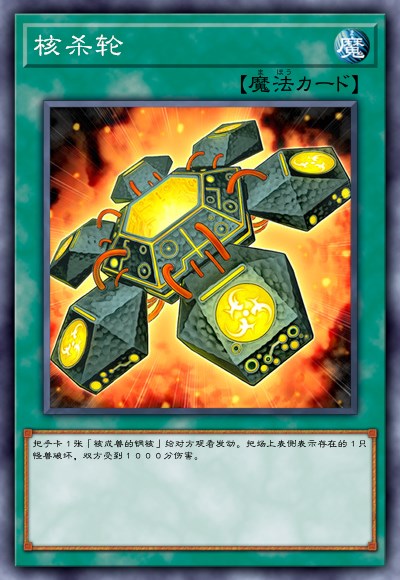 核杀轮
魔
【魔法カード】
把手卡1张「核成兽的钢核」给对方观看发动。把场上表侧表示存在的1只
怪兽破坏，双方受到1000分伤害。